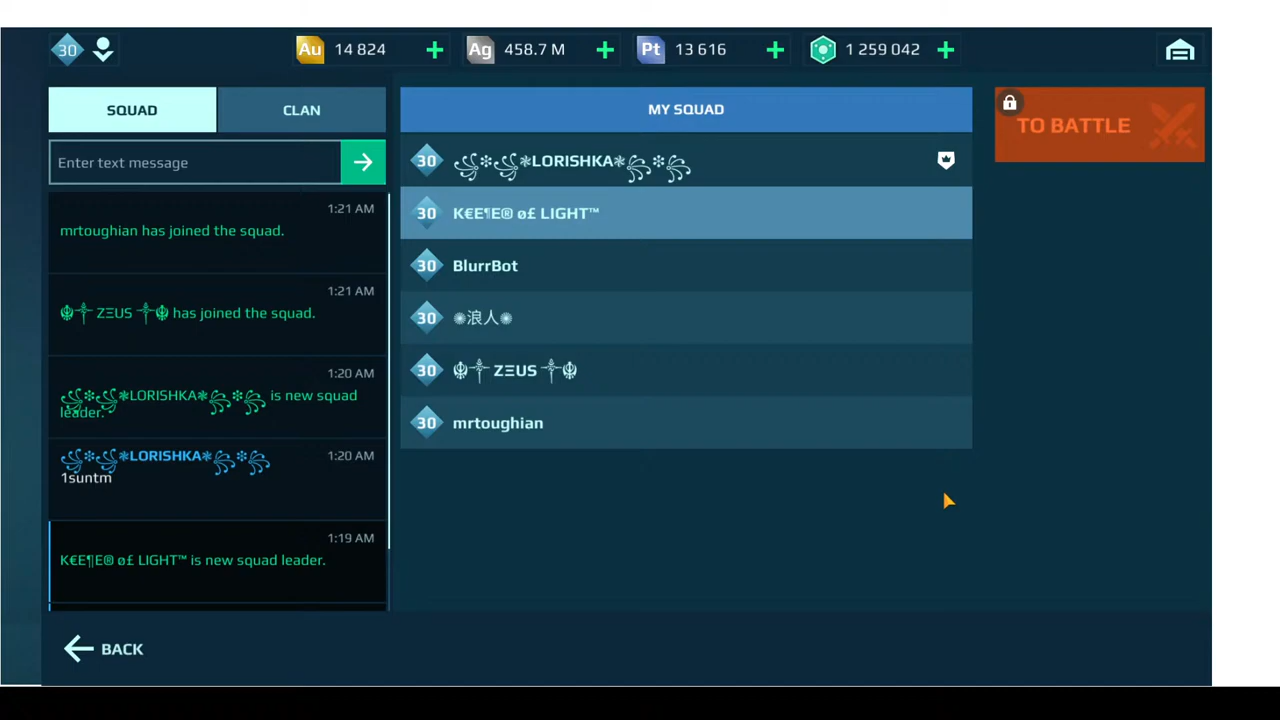 30
Au 14 824 +
Ag 458.7 M +
Pt 13 616 +
1 259 042 +
SQUAD
CLAN
Enter text message
1:21 AM
mrtoughian has joined the squad.
1:21 AM
☬⸸ ZΞUS ⸸☬ has joined the squad.
1:20 AM
꧁❇꧁❃LORISHKA❃꧂❇꧂ is new squad
leader.
꧁❇꧁❃LORISHKA❃꧂❇꧂ 1:20 AM
1suntm
1:19 AM
K€E¶E® ø£ LIGHT™ is new squad leader.
MY SQUAD
30 ꧁❇꧁❃LORISHKA❃꧂❇꧂
30 K€E¶E® ø£ LIGHT™
30 BlurrBot
30 ✺浪人✺
30 ☬⸸ ZΞUS ⸸☬
30 mrtoughian
TO BATTLE
BACK